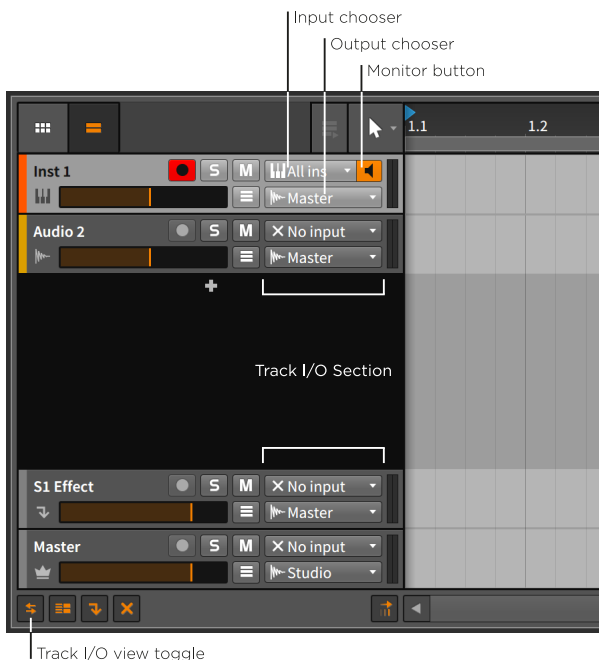 Input chooser
Output chooser
Monitor button
1.1 1.2
Inst 1 S M All ins
Master
Audio 2 S M No input
Master
Track I/O Section
S1 Effect S M No input
Master
Master S M No input
Studio
Track I/O view toggle